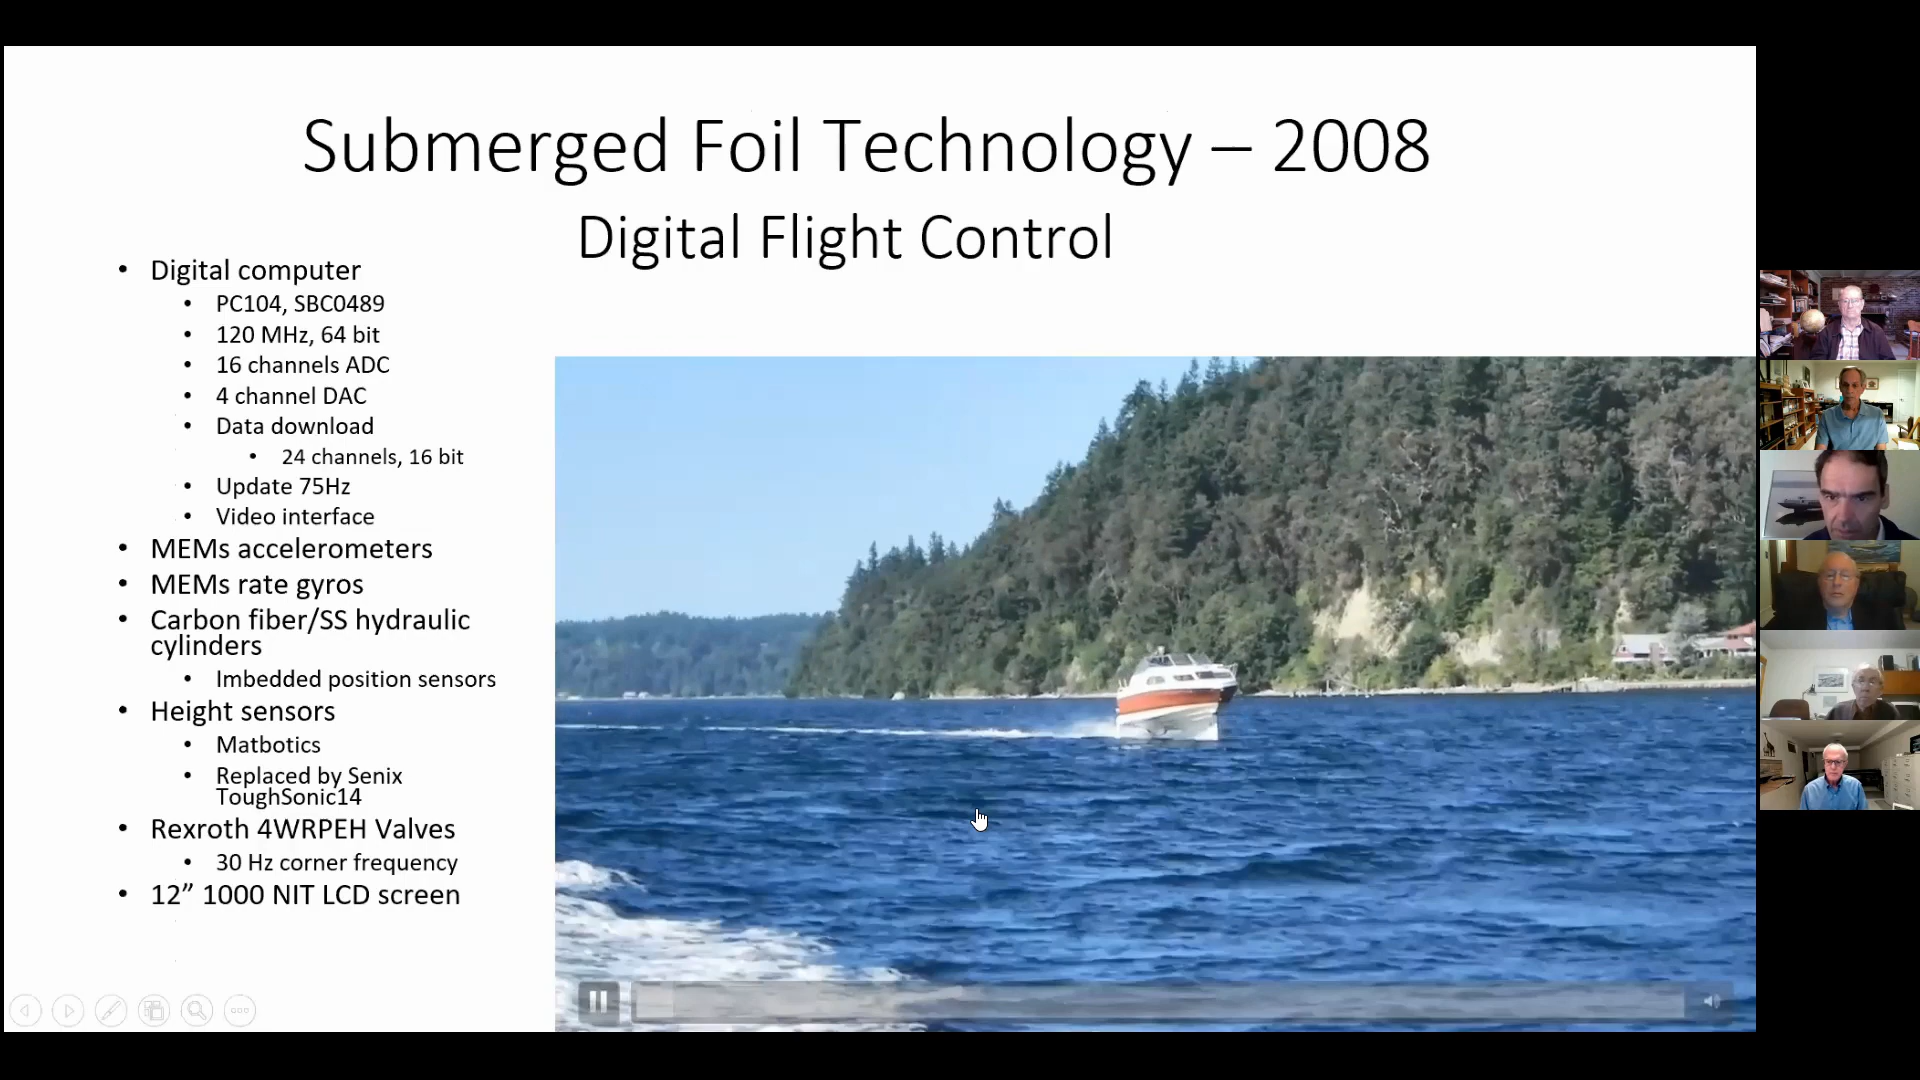 Submerged Foil Technology – 2008
Digital Flight Control
• Digital computer
• PC104, SBC0489
• 120 MHz, 64 bit
• 16 channels ADC
• 4 channel DAC
• Data download
• 24 channels, 16 bit
• Update 75Hz
• Video interface
• MEMs accelerometers
• MEMs rate gyros
• Carbon fiber/SS hydraulic
cylinders
• Imbedded position sensors
• Height sensors
• Matbotics
• Replaced by Senix
ToughSonic14
• Rexroth 4WRPEH Valves
• 30 Hz corner frequency
• 12” 1000 NIT LCD screen